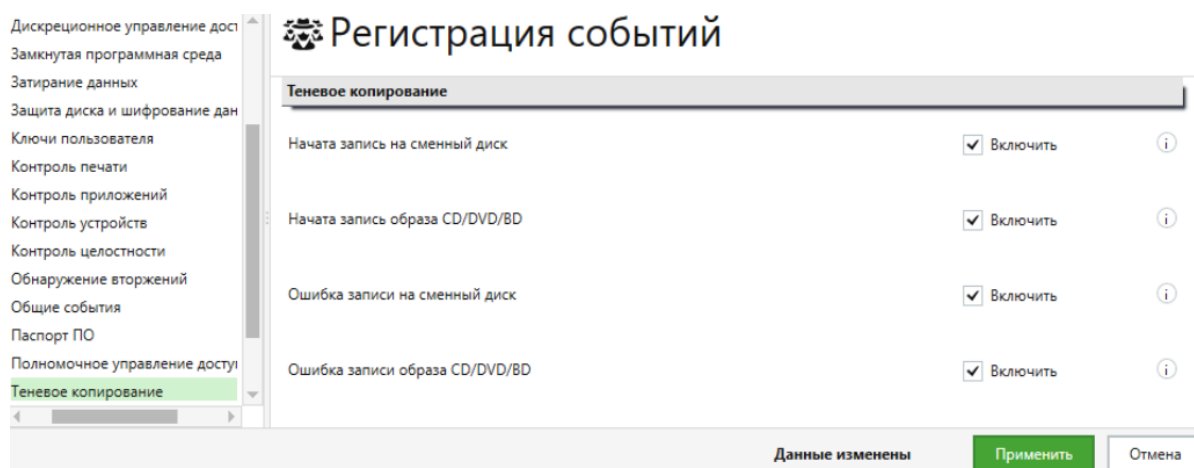 Дискреционное управление дост
Замкнутая программная среда
Затирание данных
Защита диска и шифрование дан
Ключи пользователя
Контроль печати
Контроль приложений
Контроль устройств
Контроль целостности
Обнаружение вторжений
Общие события
Паспорт ПО
Полномочное управление досту
Теневое копирование
Регистрация событий
Теневое копирование
Начата запись на сменный диск Включить
Начата запись образа CD/DVD/BD Включить
Ошибка записи на сменный диск Включить
Ошибка записи образа CD/DVD/BD Включить
Данные изменены Применить Отмена